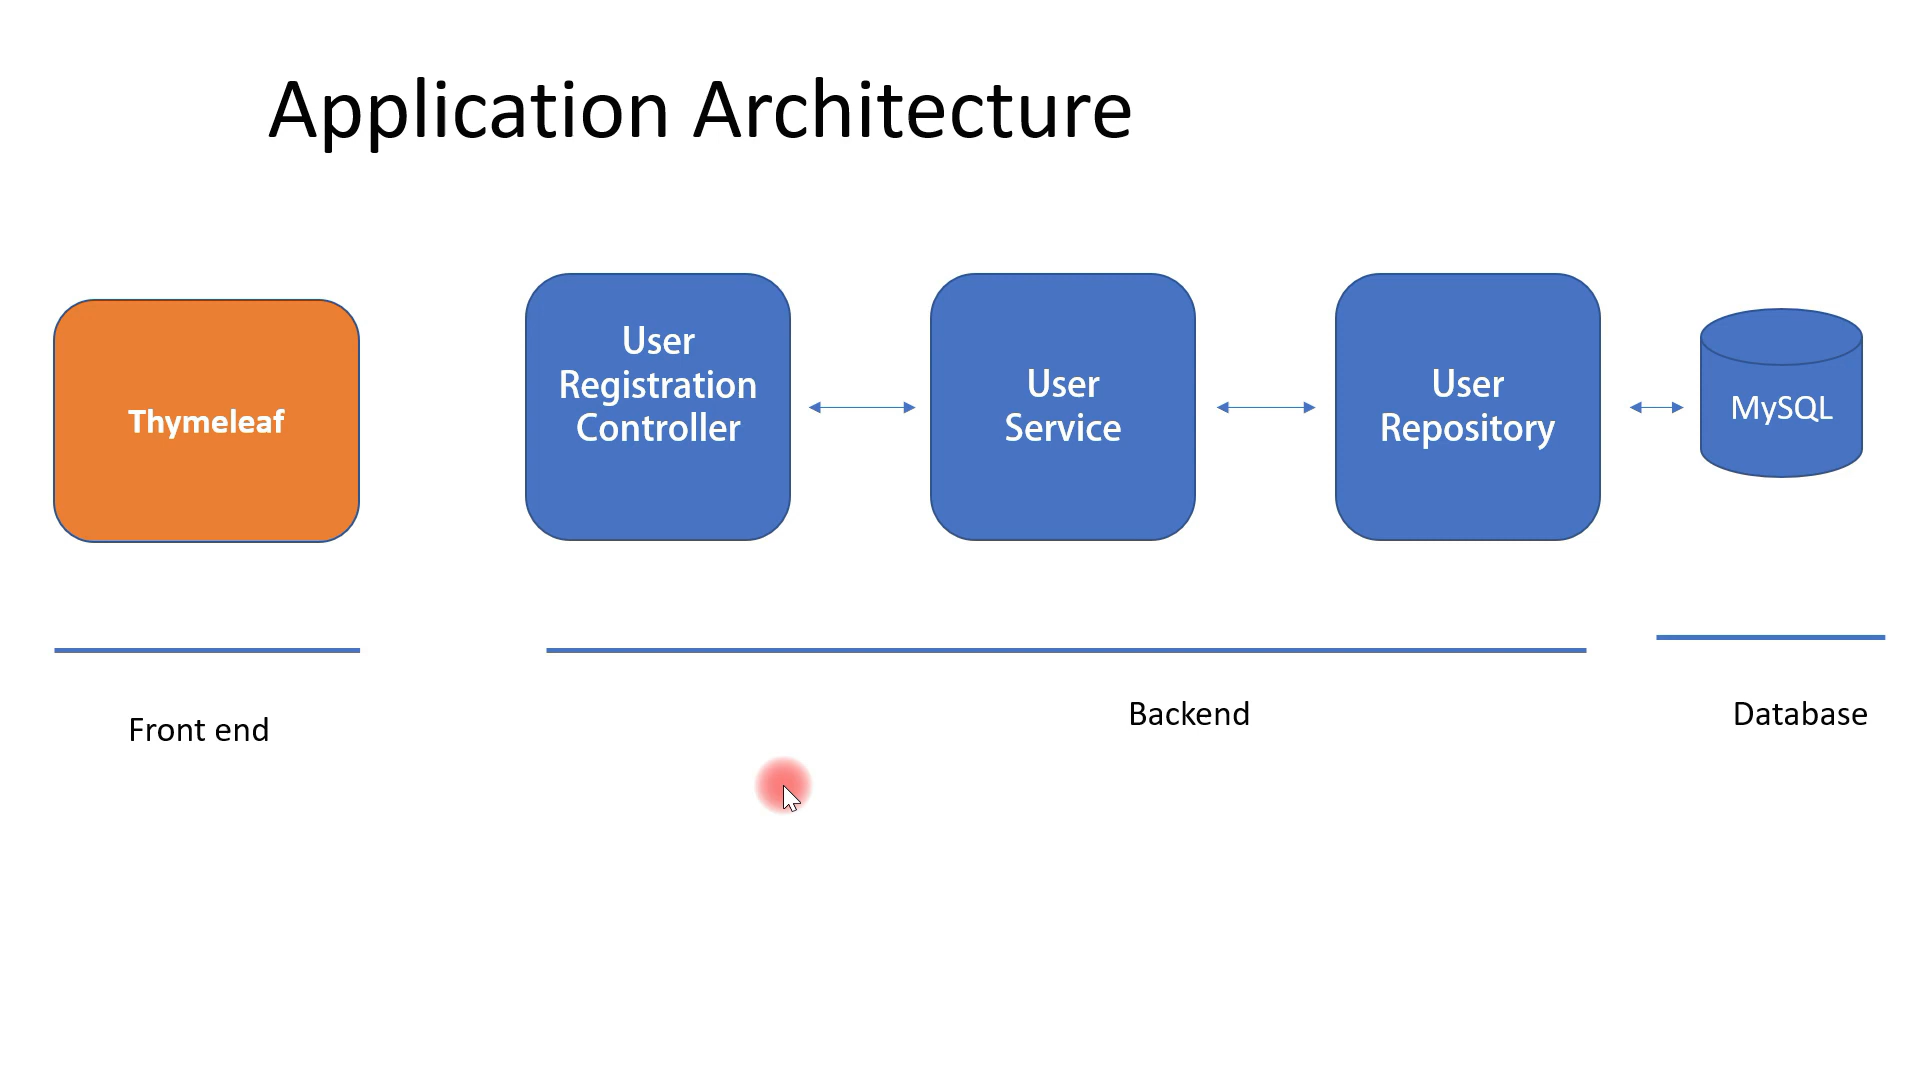 Application Architecture
Thymeleaf
User
Registration
Controller
User
Service
User
Repository
MySQL
Front end
Backend
Database